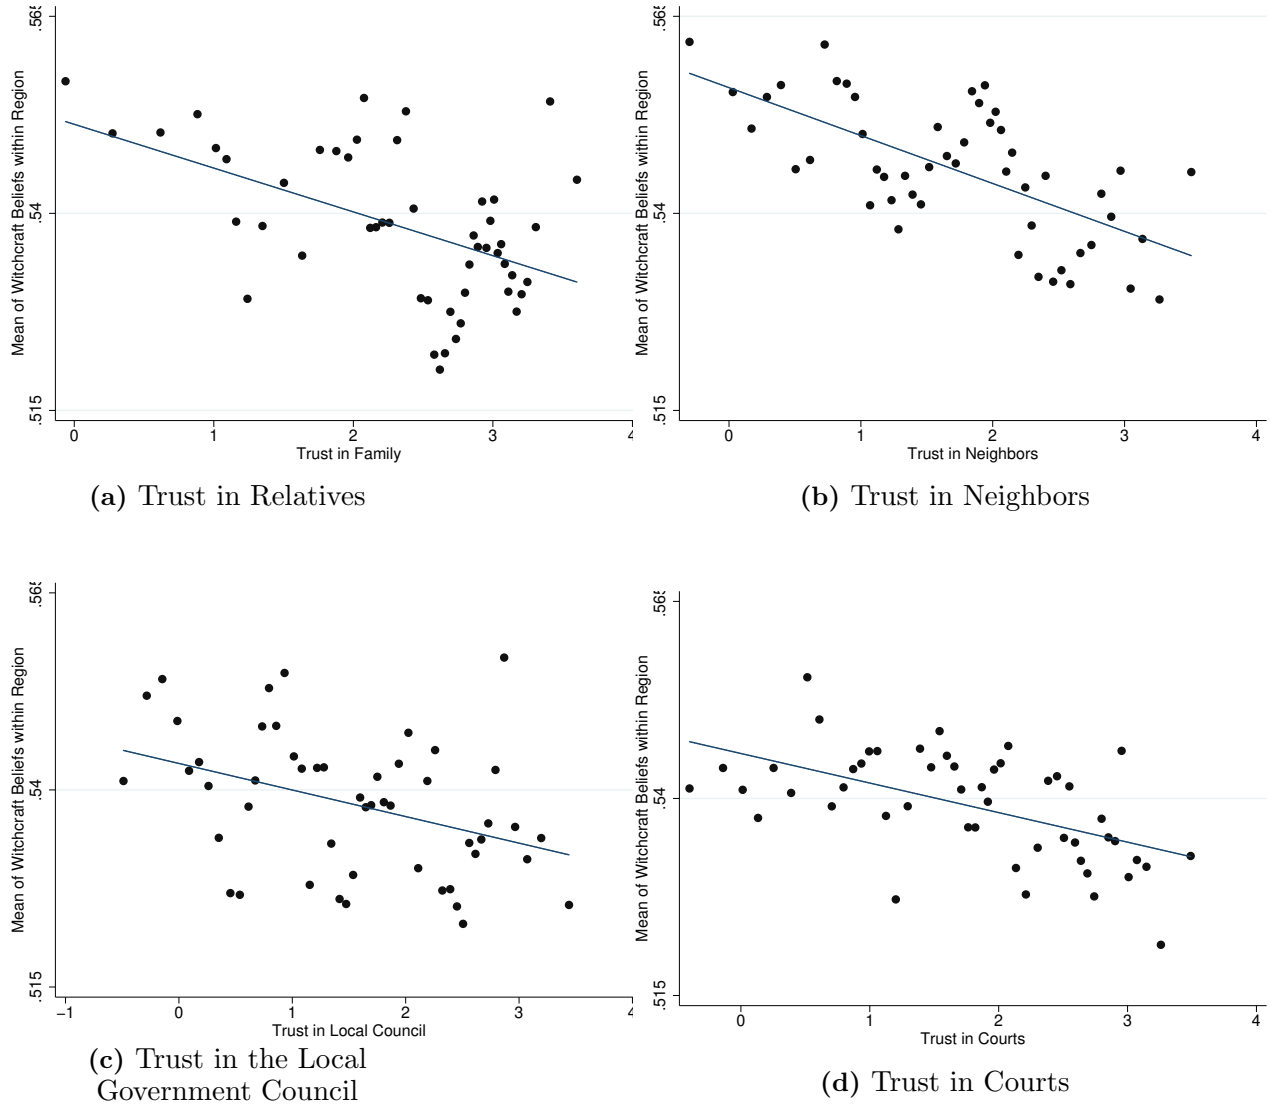 .565
.54
.515
Mean of Witchcraft Beliefs within Region
0 1 2 3 4
Trust in Family
(a) Trust in Relatives
.565
.54
.515
Mean of Witchcraft Beliefs within Region
0 1 2 3 4
Trust in Neighbors
(b) Trust in Neighbors
.565
.54
.515
Mean of Witchcraft Beliefs within Region
−1 0 1 2 3 4
Trust in Local Council
(c) Trust in the Local
Government Council
.565
.54
.515
Mean of Witchcraft Beliefs within Region
0 1 2 3 4
Trust in Courts
(d) Trust in Courts